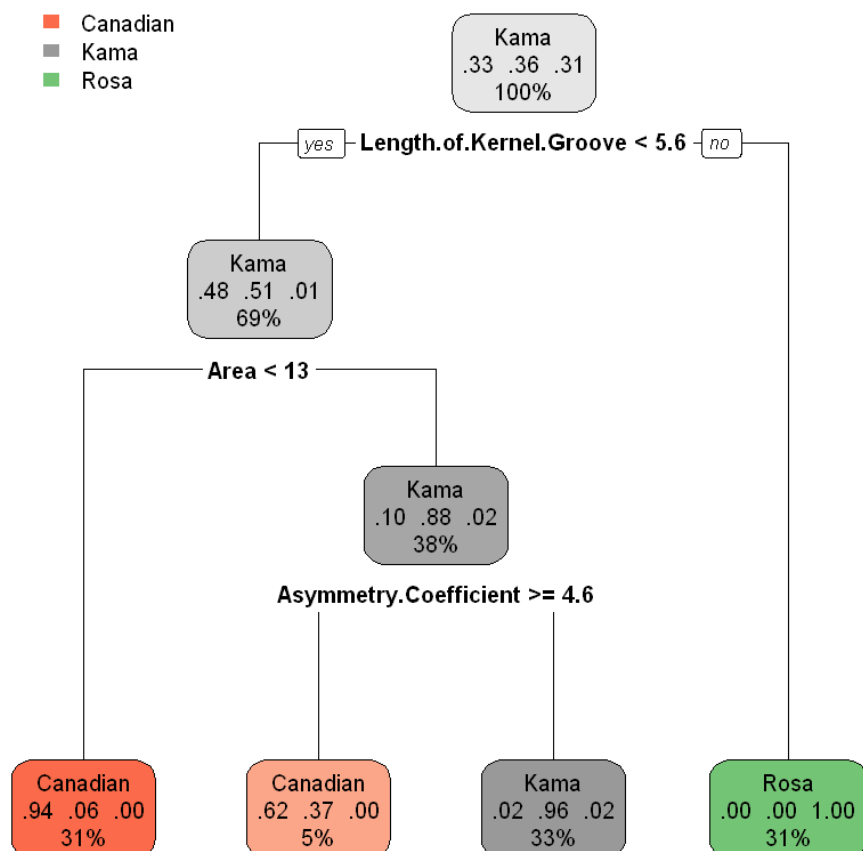 Canadian
Kama
Rosa
Kama
.33 .36 .31
100%
yes Length.of.Kernel.Groove < 5.6 no
Kama
.48 .51 .01
69%
Area < 13
Kama
.10 .88 .02
38%
Asymmetry.Coefficient >= 4.6
Canadian
.94 .06 .00
31%
Canadian
.62 .37 .00
5%
Kama
.02 .96 .02
33%
Rosa
.00 .00 1.00
31%